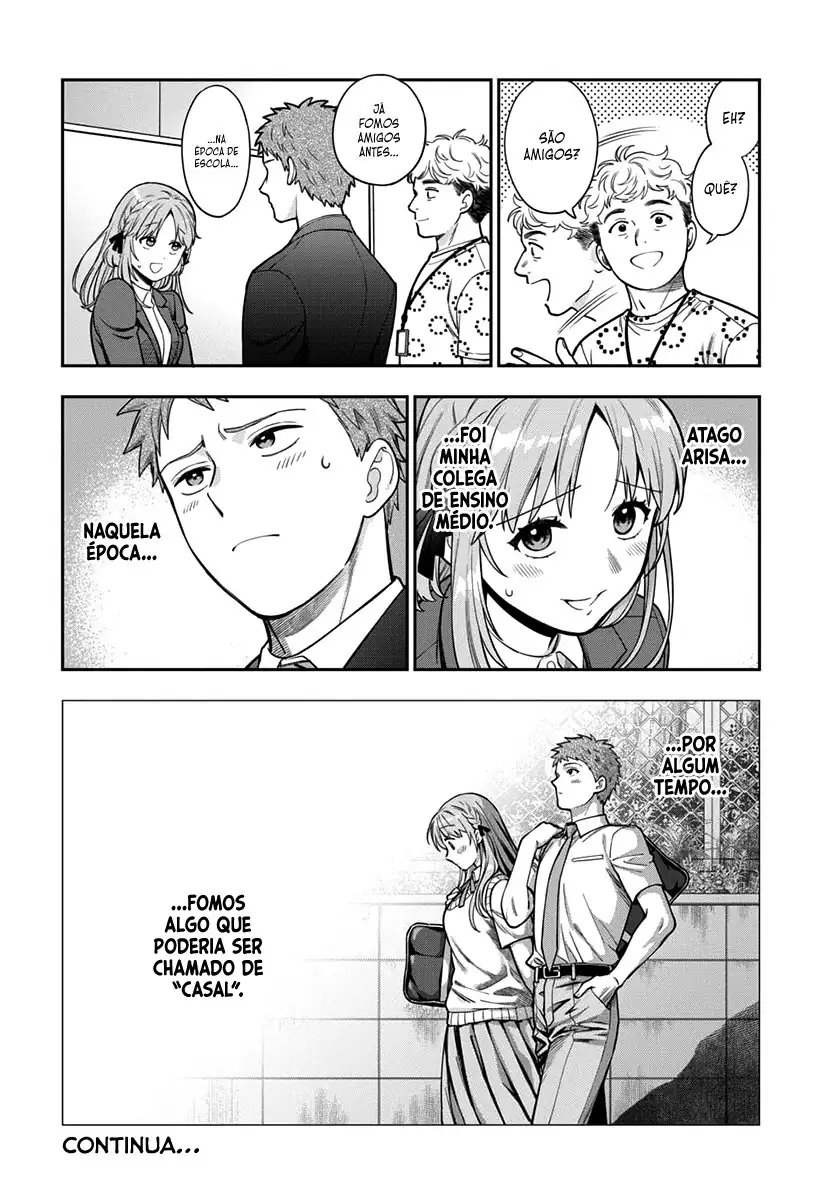 EH?
QUÊ?
SÃO
AMIGOS?
JÁ
FOMOS
AMIGOS
ANTES...
...NA
ÉPOCA DE
ESCOLA...
ATAGO
ARISA...
...FOI
MINHA
COLEGA
DE ENSINO
MÉDIO.
NAQUELA
ÉPOCA...
...POR
ALGUM
TEMPO...
...FOMOS
ALGO QUE
PODERIA SER
CHAMADO DE
“CASAL”.
CONTINUA...